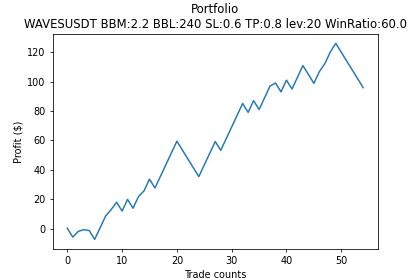 Portfolio
WAVESUSDT BBM:2.2 BBL:240 SL:0.6 TP:0.8 lev:20 WinRatio:60.0
120
100
80
60
40
20
0
Profit ($)
0 10 20 30 40 50
Trade counts